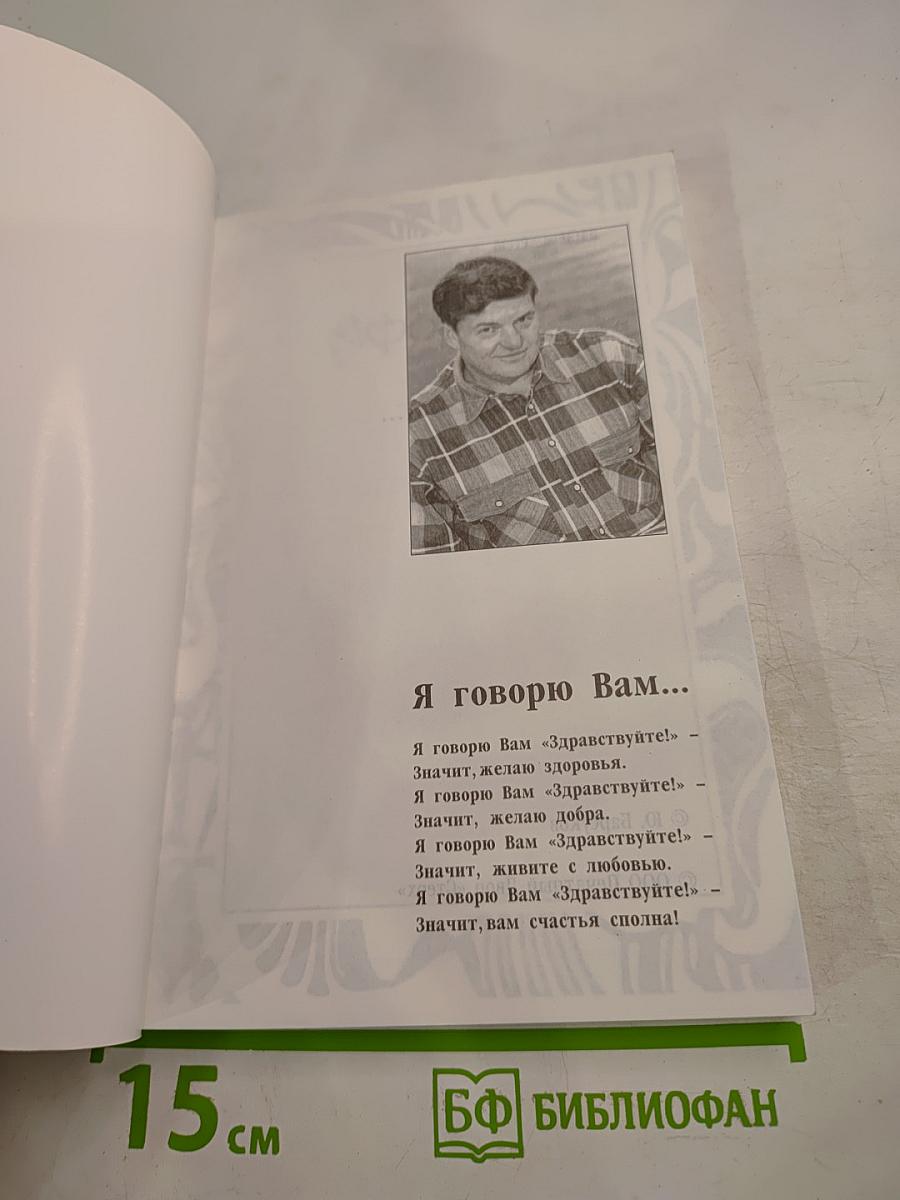 Я говорю Вам...
Я говорю Вам «Здравствуйте!» –
Значит, желаю здоровья.
Я говорю Вам «Здравствуйте!» –
Значит, желаю добра.
Я говорю Вам «Здравствуйте!» –
Значит, живите с любовью.
Я говорю Вам «Здравствуйте!» –
Значит, вам счастья сполна!
15 см
БФ БИБЛИОФАН